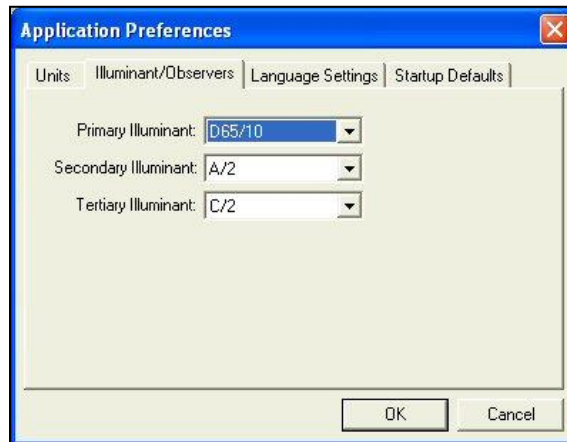 Application Preferences
Units Illuminant/Observers Language Settings Startup Defaults
Primary Illuminant: D65/10
Secondary Illuminant: A/2
Tertiary Illuminant: C/2
OK Cancel